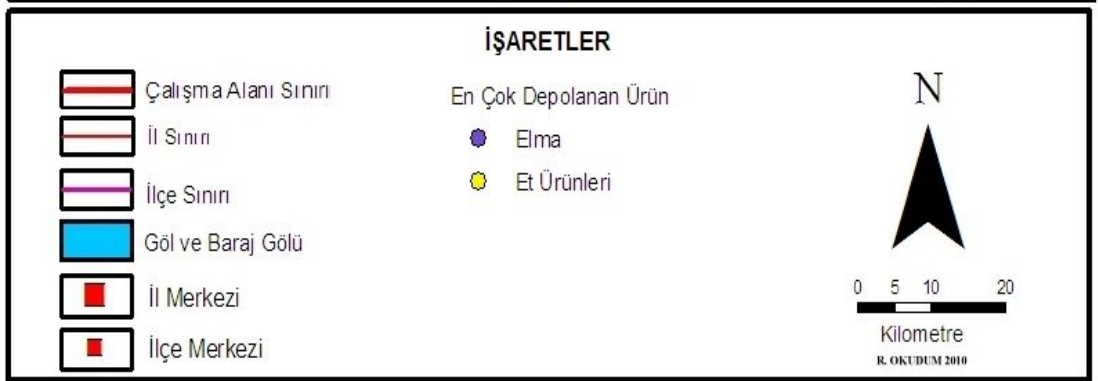 İŞARETLER
Çalışma Alanı Sınırı
İl Sınırı
İlçe Sınırı
Göl ve Baraj Gölü
İl Merkezi
İlçe Merkezi
En Çok Depolanan Ürün
Elma
Et Ürünleri
N
0 5 10 20
Kilometre
R. OKUDUM 2010